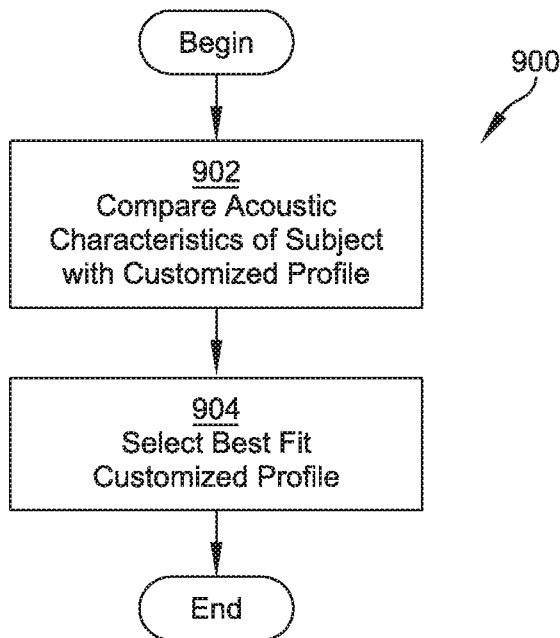 Begin
900
902
Compare Acoustic
Characteristics of Subject
with Customized Profile
904
Select Best Fit
Customized Profile
End